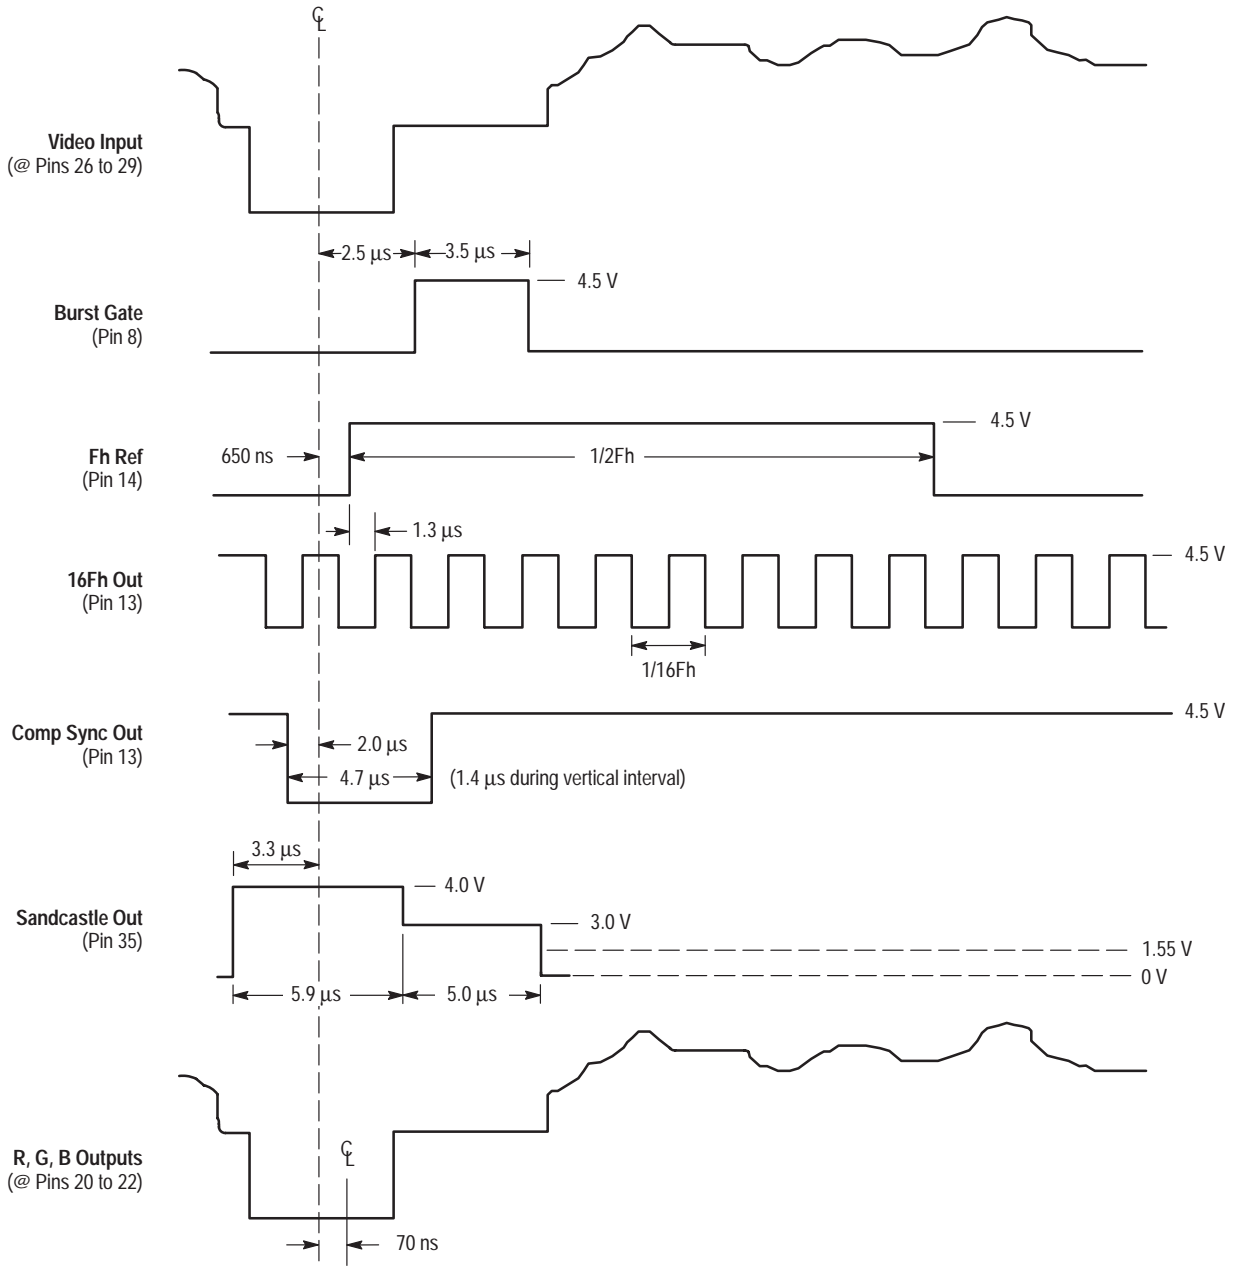 ℄
Video Input
(@ Pins 26 to 29)
2.5 μs
3.5 μs
4.5 V
Burst Gate
(Pin 8)
4.5 V
Fh Ref
(Pin 14)
650 ns
1/2Fh
1.3 μs
4.5 V
16Fh Out
(Pin 13)
1/16Fh
4.5 V
Comp Sync Out
(Pin 13)
2.0 μs
4.7 μs
(1.4 μs during vertical interval)
3.3 μs
4.0 V
Sandcastle Out
(Pin 35)
3.0 V
1.55 V
0 V
5.9 μs
5.0 μs
R, G, B Outputs
(@ Pins 20 to 22)
℄
70 ns